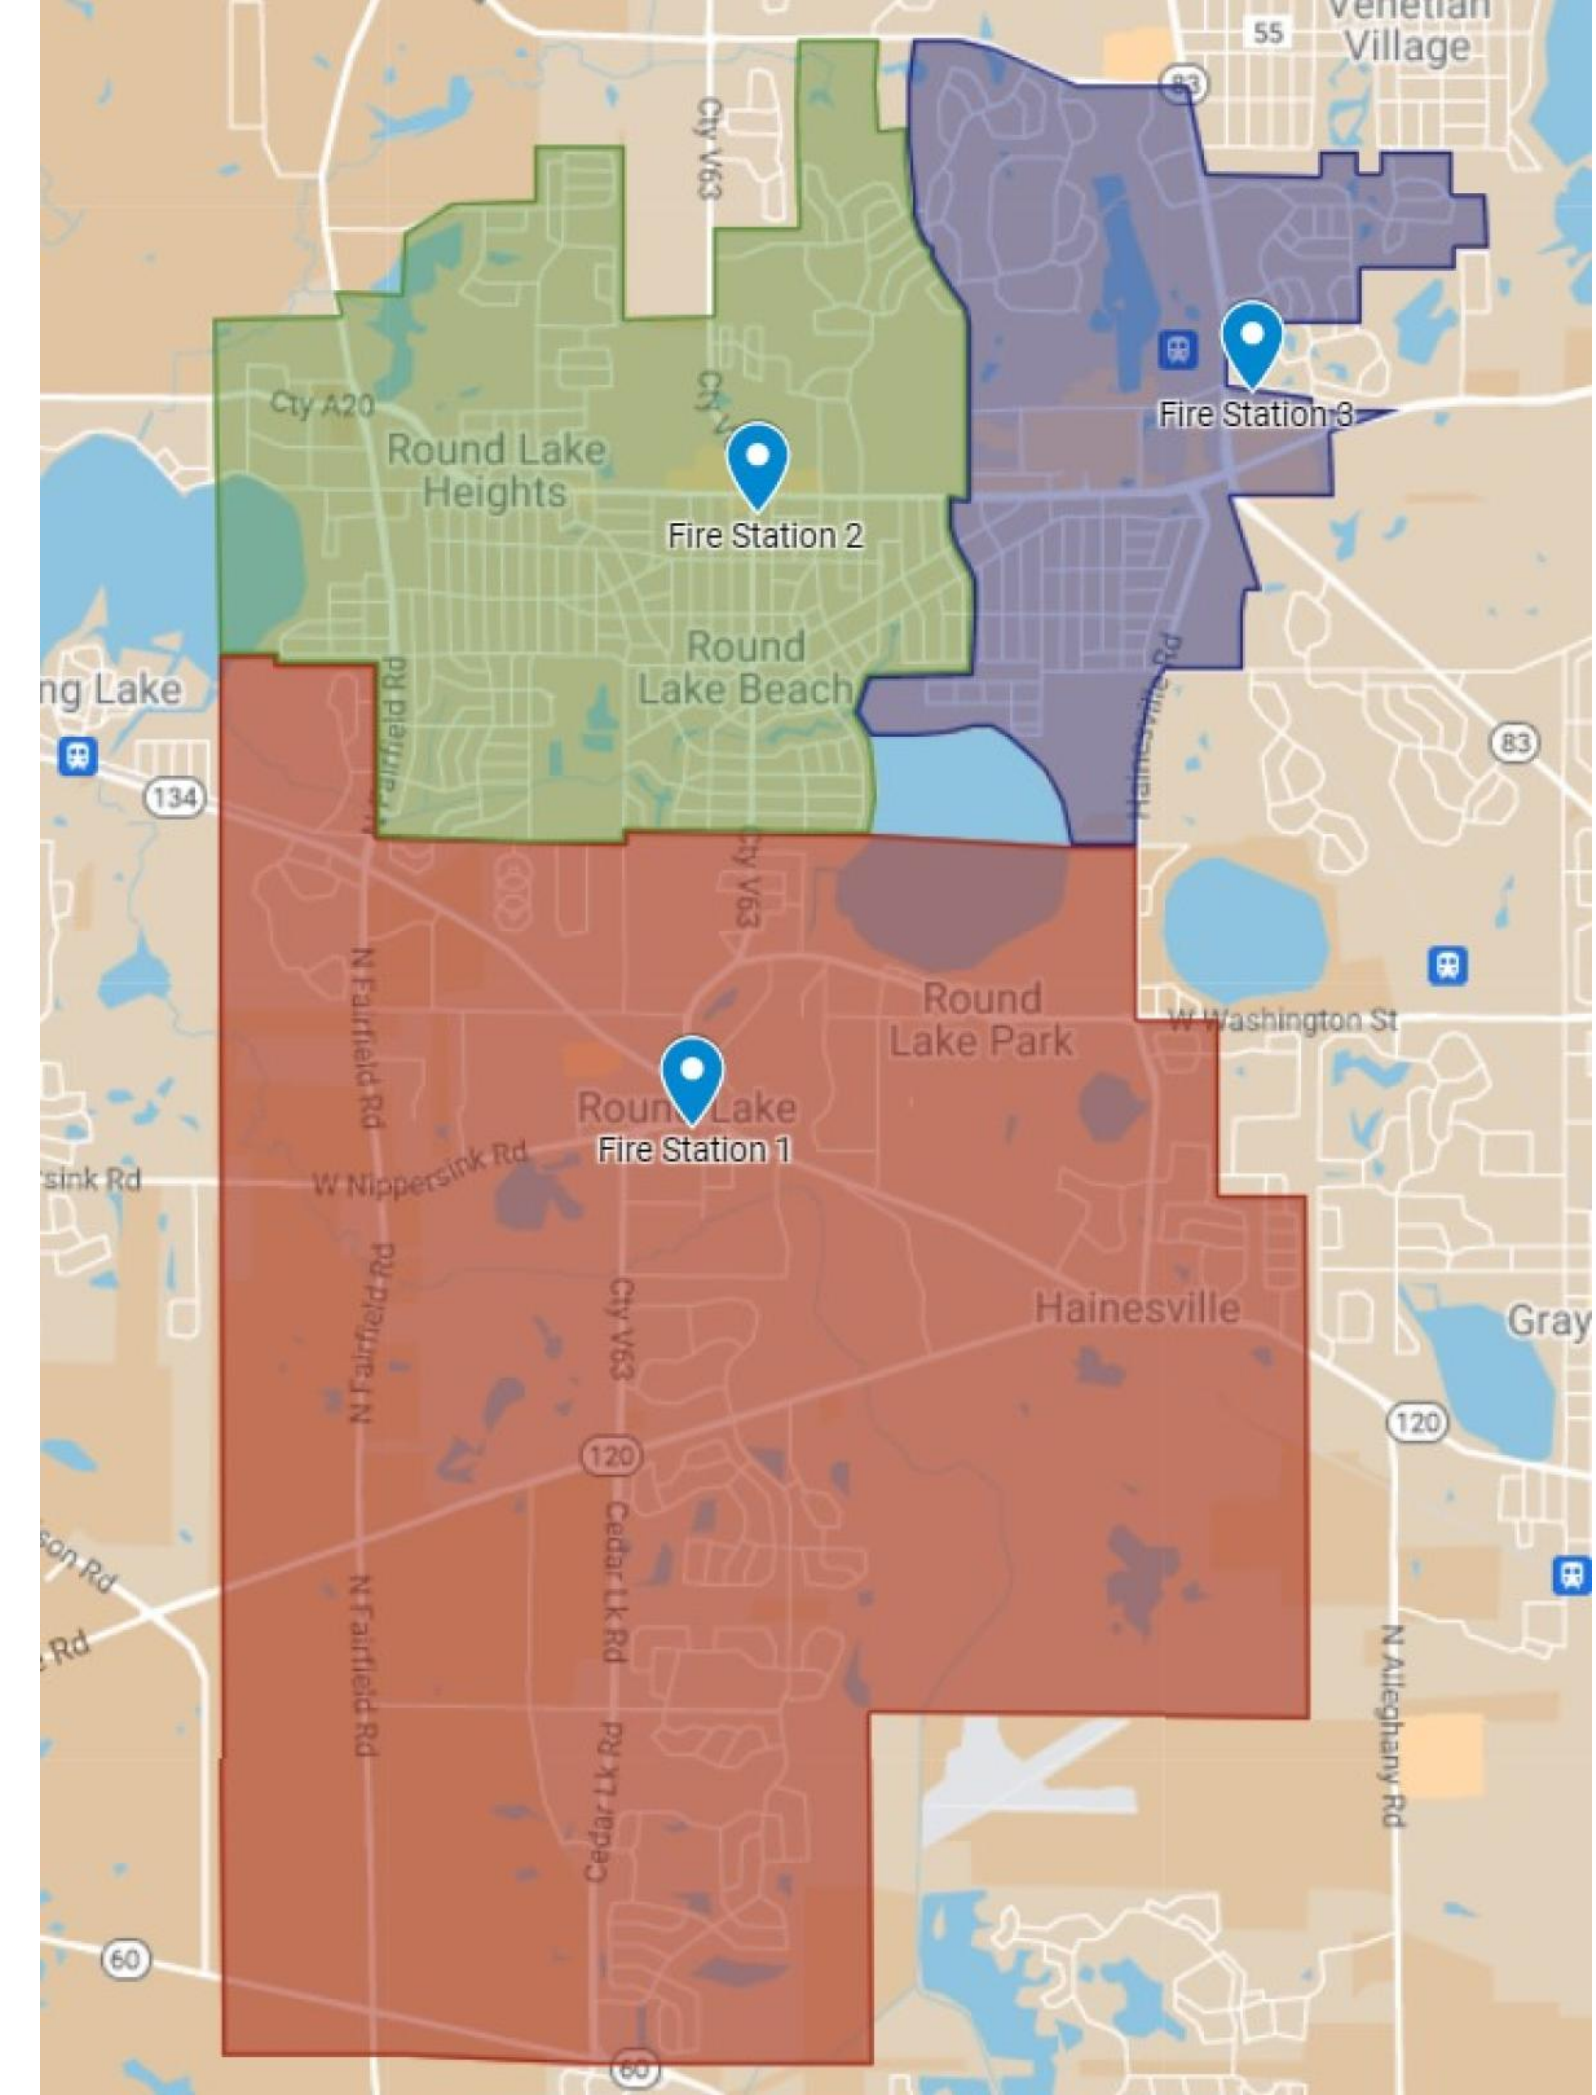 Venetian
Village
55
83
Cty V63
Cty A20
Round Lake
Heights
Fire Station 3
Fire Station 2
Round
Lake Beach
ng Lake
Fairfield Rd
Hainesville Rd
83
134
Cty V63
N Fairfield Rd
Round
Lake Park
W Washington St
Round Lake
Fire Station 1
W Nippersink Rd
sink Rd
N Fairfield Rd
Cty V63
Hainesville
Gray
120
120
son Rd
Cedar Lk Rd
N Fairfield Rd
Rd
N Alleghany Rd
Cedar Lk Rd
60
60